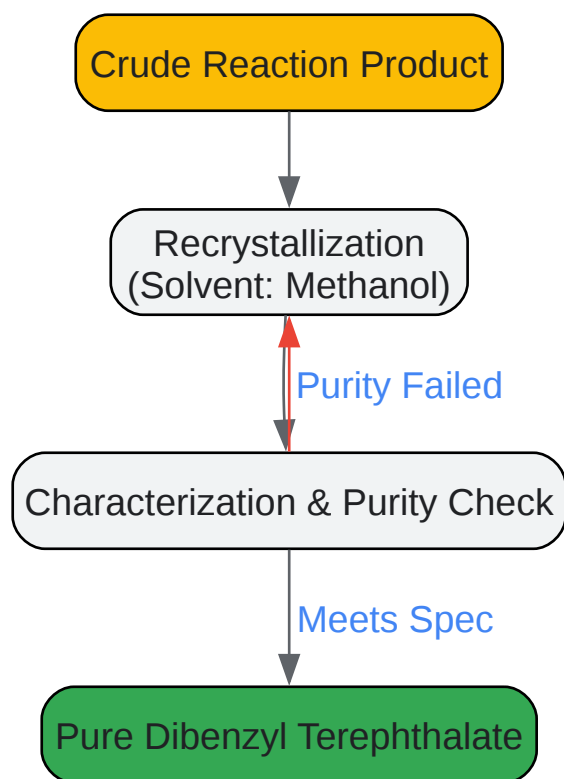 Crude Reaction Product
Recrystallization
(Solvent: Methanol)
Purity Failed
Characterization & Purity Check
Meets Spec
Pure Dibenzyl Terephthalate